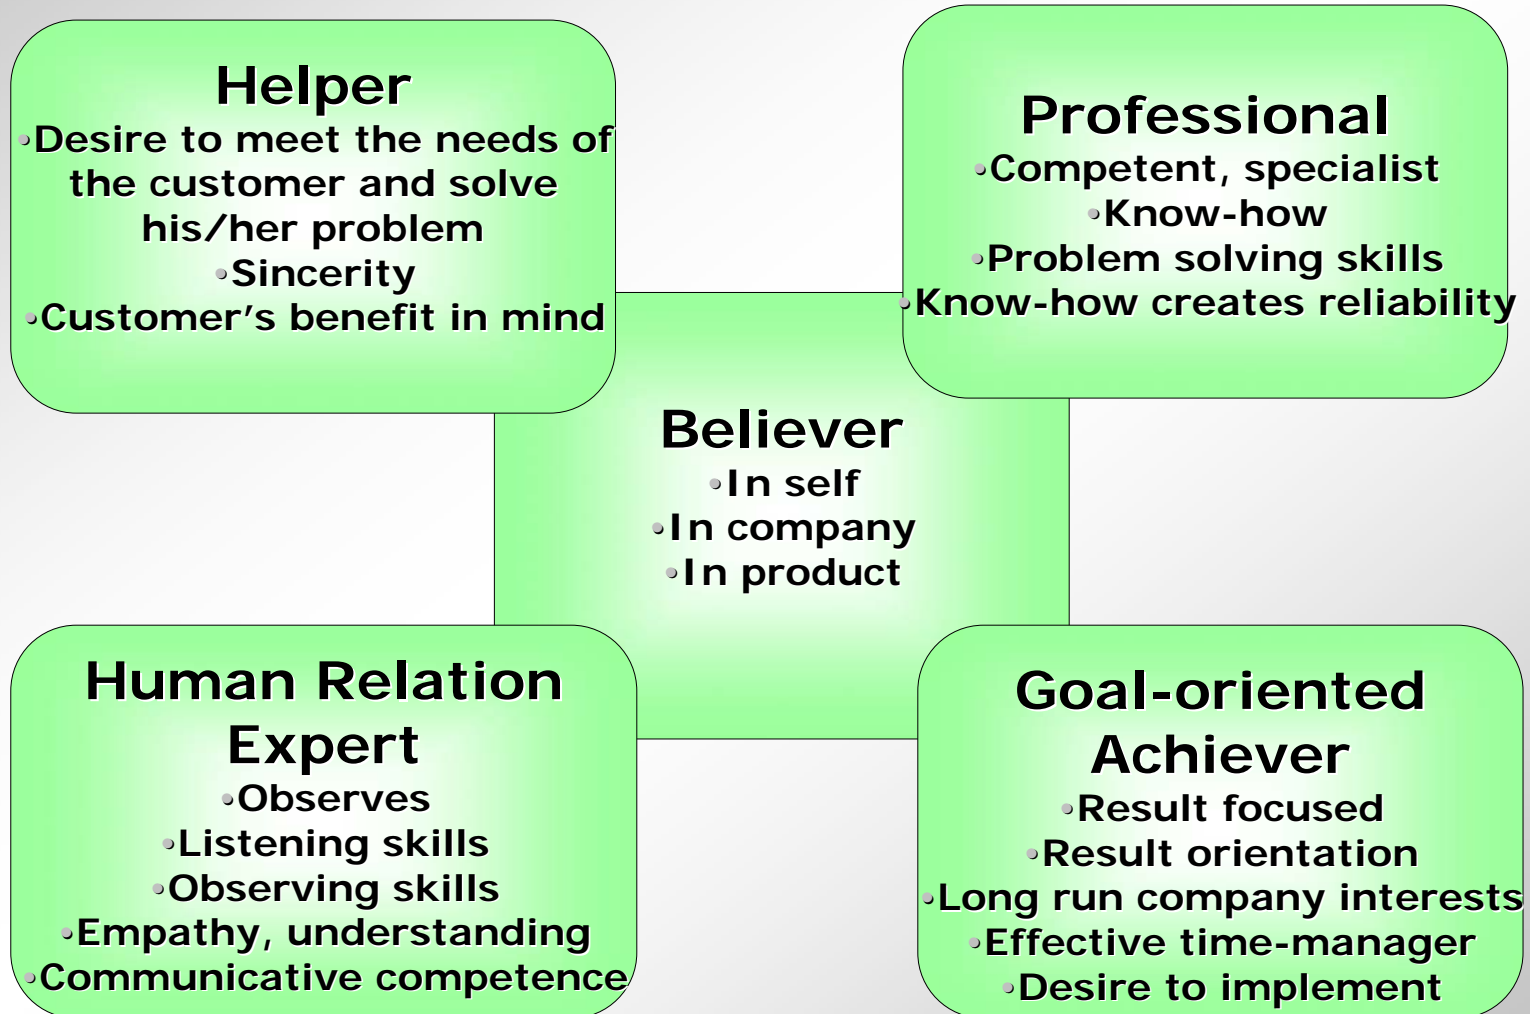 Helper
•Desire to meet the needs of
the customer and solve
his/her problem
•Sincerity
•Customer’s benefit in mind
Professional
•Competent, specialist
•Know-how
•Problem solving skills
•Know-how creates reliability
Believer
•In self
•In company
•In product
Human Relation
Expert
•Observes
•Listening skills
•Observing skills
•Empathy, understanding
•Communicative competence
Goal-oriented
Achiever
•Result focused
•Result orientation
•Long run company interests
•Effective time-manager
•Desire to implement